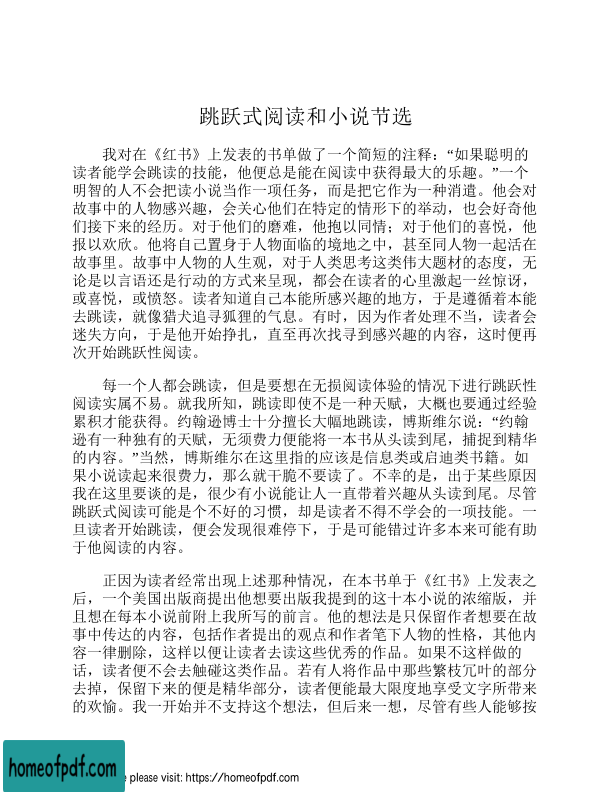 跳跃式阅读和小说节选
我对在《红书》上发表的书单做了一个简短的注释：“如果聪明的
读者能学会跳读的技能，他便总是能在阅读中获得最大的乐趣。”一个
明智的人不会把读小说当作一项任务，而是把它作为一种消遣。他会对
故事中的人物感兴趣，会关心他们在特定的情形下的举动，也会好奇他
们接下来的经历。对于他们的磨难，他抱以同情；对于他们的喜悦，他
报以欢欣。他将自己置身于人物面临的境地之中，甚至同人物一起活在
故事里。故事中人物的人生观，对于人类思考这类伟大题材的态度，无
论是以言语还是行动的方式来呈现，都会在读者的心里激起一丝惊讶，
或喜悦，或愤怒。读者知道自己本能所感兴趣的地方，于是遵循着本能
去跳读，就像猎犬追寻狐狸的气息。有时，因为作者处理不当，读者会
迷失方向，于是他开始挣扎，直至再次找寻到感兴趣的内容，这时便再
次开始跳跃性阅读。
每一个人都会跳读，但是要想在无损阅读体验的情况下进行跳跃性
阅读实属不易。就我所知，跳读即使不是一种天赋，大概也要通过经验
累积才能获得。约翰逊博士十分擅长大幅地跳读，博斯维尔说：“约翰
逊有一种独有的天赋，无须费力便能将一本书从头读到尾，捕捉到精华
的内容。”当然，博斯维尔在这里指的应该是信息类或启迪类书籍。如
果小说读起来很费力，那么就干脆不要读了。不幸的是，出于某些原因
我在这里要谈的是，很少有小说能让人一直带着兴趣从头读到尾。尽管
跳跃式阅读可能是个不好的习惯，却是读者不得不学会的一项技能。一
旦读者开始跳读，便会发现很难停下，于是可能错过许多本来可能有助
于他阅读的内容。
正因为读者经常出现上述那种情况，在本书单于《红书》上发表之
后，一个美国出版商提出他想要出版我提到的这十本小说的浓缩版，并
且想在每本小说前附上我所写的前言。他的想法是只保留作者想要在故
事中传达的内容，包括作者提出的观点和作者笔下人物的性格，其他内
容一律删除，这样以便让读者去读这些优秀的作品。如果不这样做的
话，读者便不会去触碰这类作品。若有人将作品中那些繁枝冗叶的部分
去掉，保留下来的便是精华部分，读者便能最大限度地享受文字所带来
的欢愉。我一开始并不支持这个想法，但后来一想，尽管有些人能够按
homeofpdf.com
e please visit: https://homeofpdf.com